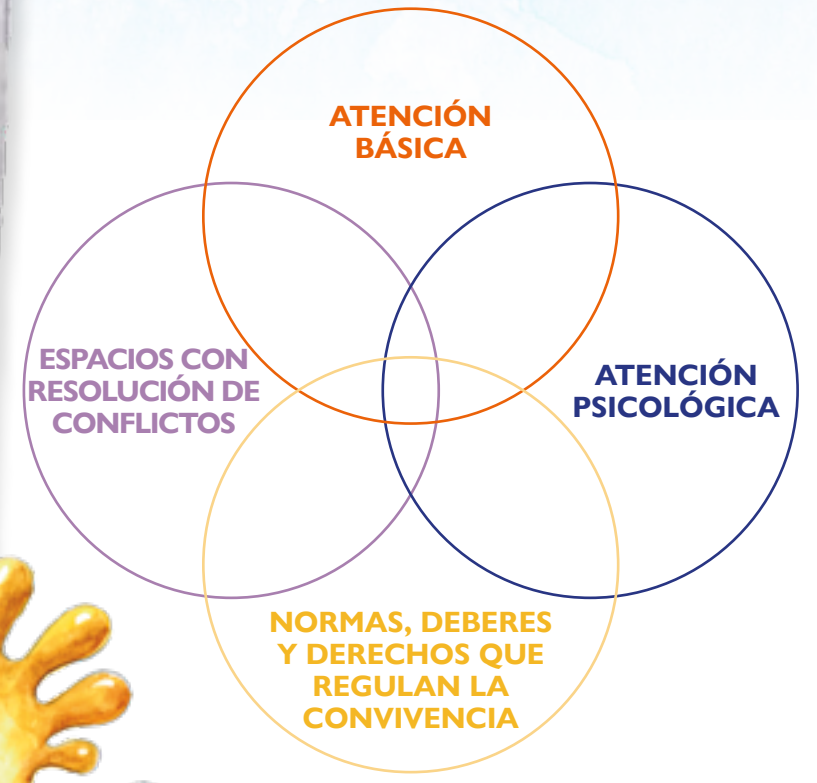 ATENCIÓN
BÁSICA
ESPACIOS CON
RESOLUCIÓN DE
CONFLICTOS
ATENCIÓN
PSICOLÓGICA
NORMAS, DEBERES
Y DERECHOS QUE
REGULAN LA
CONVIVENCIA